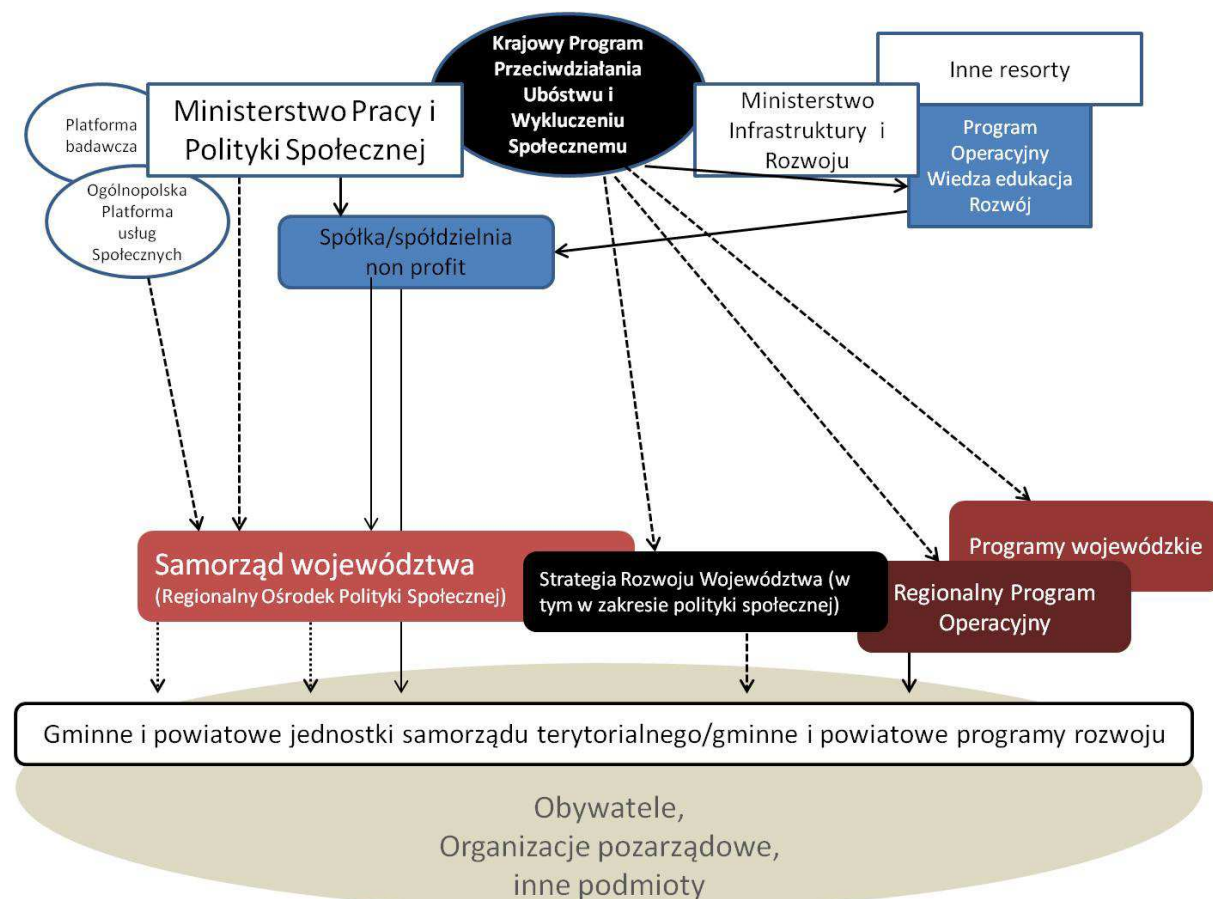 Krajowy Program
Przeciwdziałania
Ubóstwu i
Wykluczeniu
Społecznemu
Inne resorty
Platforma
badawcza
Ministerstwo Pracy i
Polityki Społecznej
Ministerstwo
Infrastruktury i
Rozwoju
Program
Operacyjny
Wiedza edukacja
Rozwój
Ogólnopolska
Platforma
usług
Społecznych
Spółka/spółdzielnia
non profit
Samorząd województwa
(Regionalny Ośrodek Polityki Społecznej)
Strategia Rozwoju Województwa (w
tym w zakresie polityki społecznej)
Programy wojewódzkie
Regionalny Program
Operacyjny
Gminne i powiatowe jednostki samorządu terytorialnego/gminne i powiatowe programy rozwoju
Obywatele,
Organizacje pozarządowe,
inne podmioty